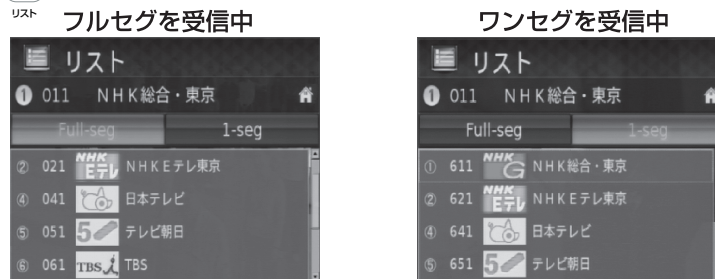 リスト
フルセグを受信中
リスト
① 011 NHK総合・東京
Full-seg 1-seg
② 021 NHK Eテレ NHKEテレ東京
④ 041 日本テレビ
⑤ 051 5 テレビ朝日
⑥ 061 TBS TBS
ワンセグを受信中
リスト
① 011 NHK総合・東京
Full-seg 1-seg
① 611 NHK G NHK総合・東京
② 621 NHK Eテレ NHKEテレ東京
④ 641 日本テレビ
⑤ 651 5 テレビ朝日